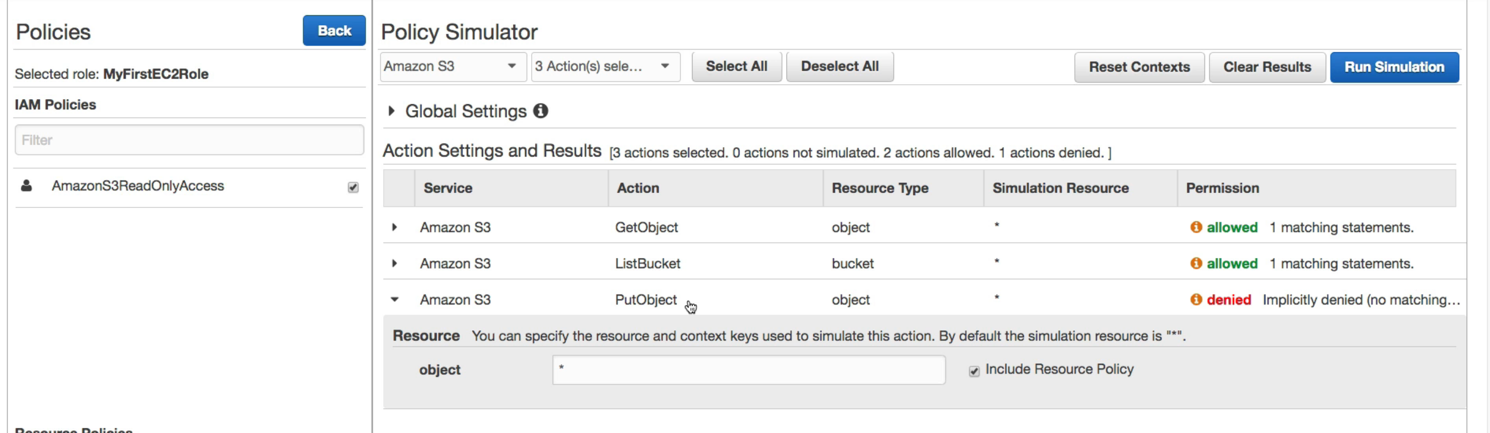 Policies
Back
Selected role: MyFirstEC2Role
IAM Policies
Filter
AmazonS3ReadOnlyAccess
Resource Policies
Policy Simulator
Amazon S3 3 Action(s) sele... Select All Deselect All Reset Contexts Clear Results Run Simulation
Global Settings
Action Settings and Results [3 actions selected. 0 actions not simulated. 2 actions allowed. 1 actions denied. ]
Service Action Resource Type Simulation Resource Permission
Amazon S3 GetObject object * allowed 1 matching statements.
Amazon S3 ListBucket bucket * allowed 1 matching statements.
Amazon S3 PutObject object * denied Implicitly denied (no matching...
Resource You can specify the resource and context keys used to simulate this action. By default the simulation resource is "*".
object * Include Resource Policy